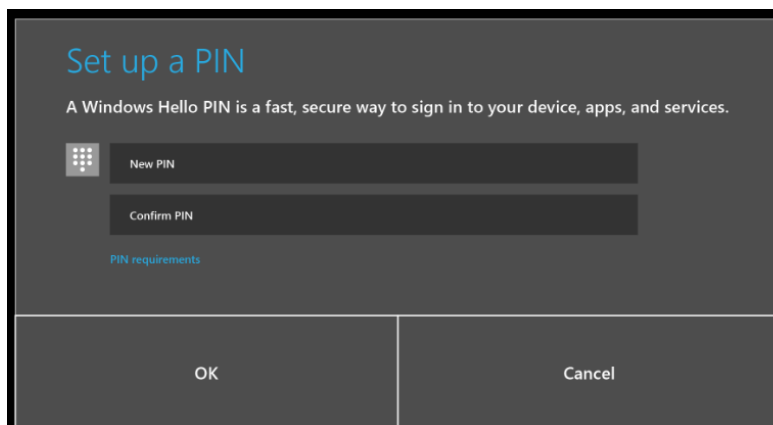 Set up a PIN
A Windows Hello PIN is a fast, secure way to sign in to your device, apps, and services.
New PIN
Confirm PIN
PIN requirements
OK
Cancel